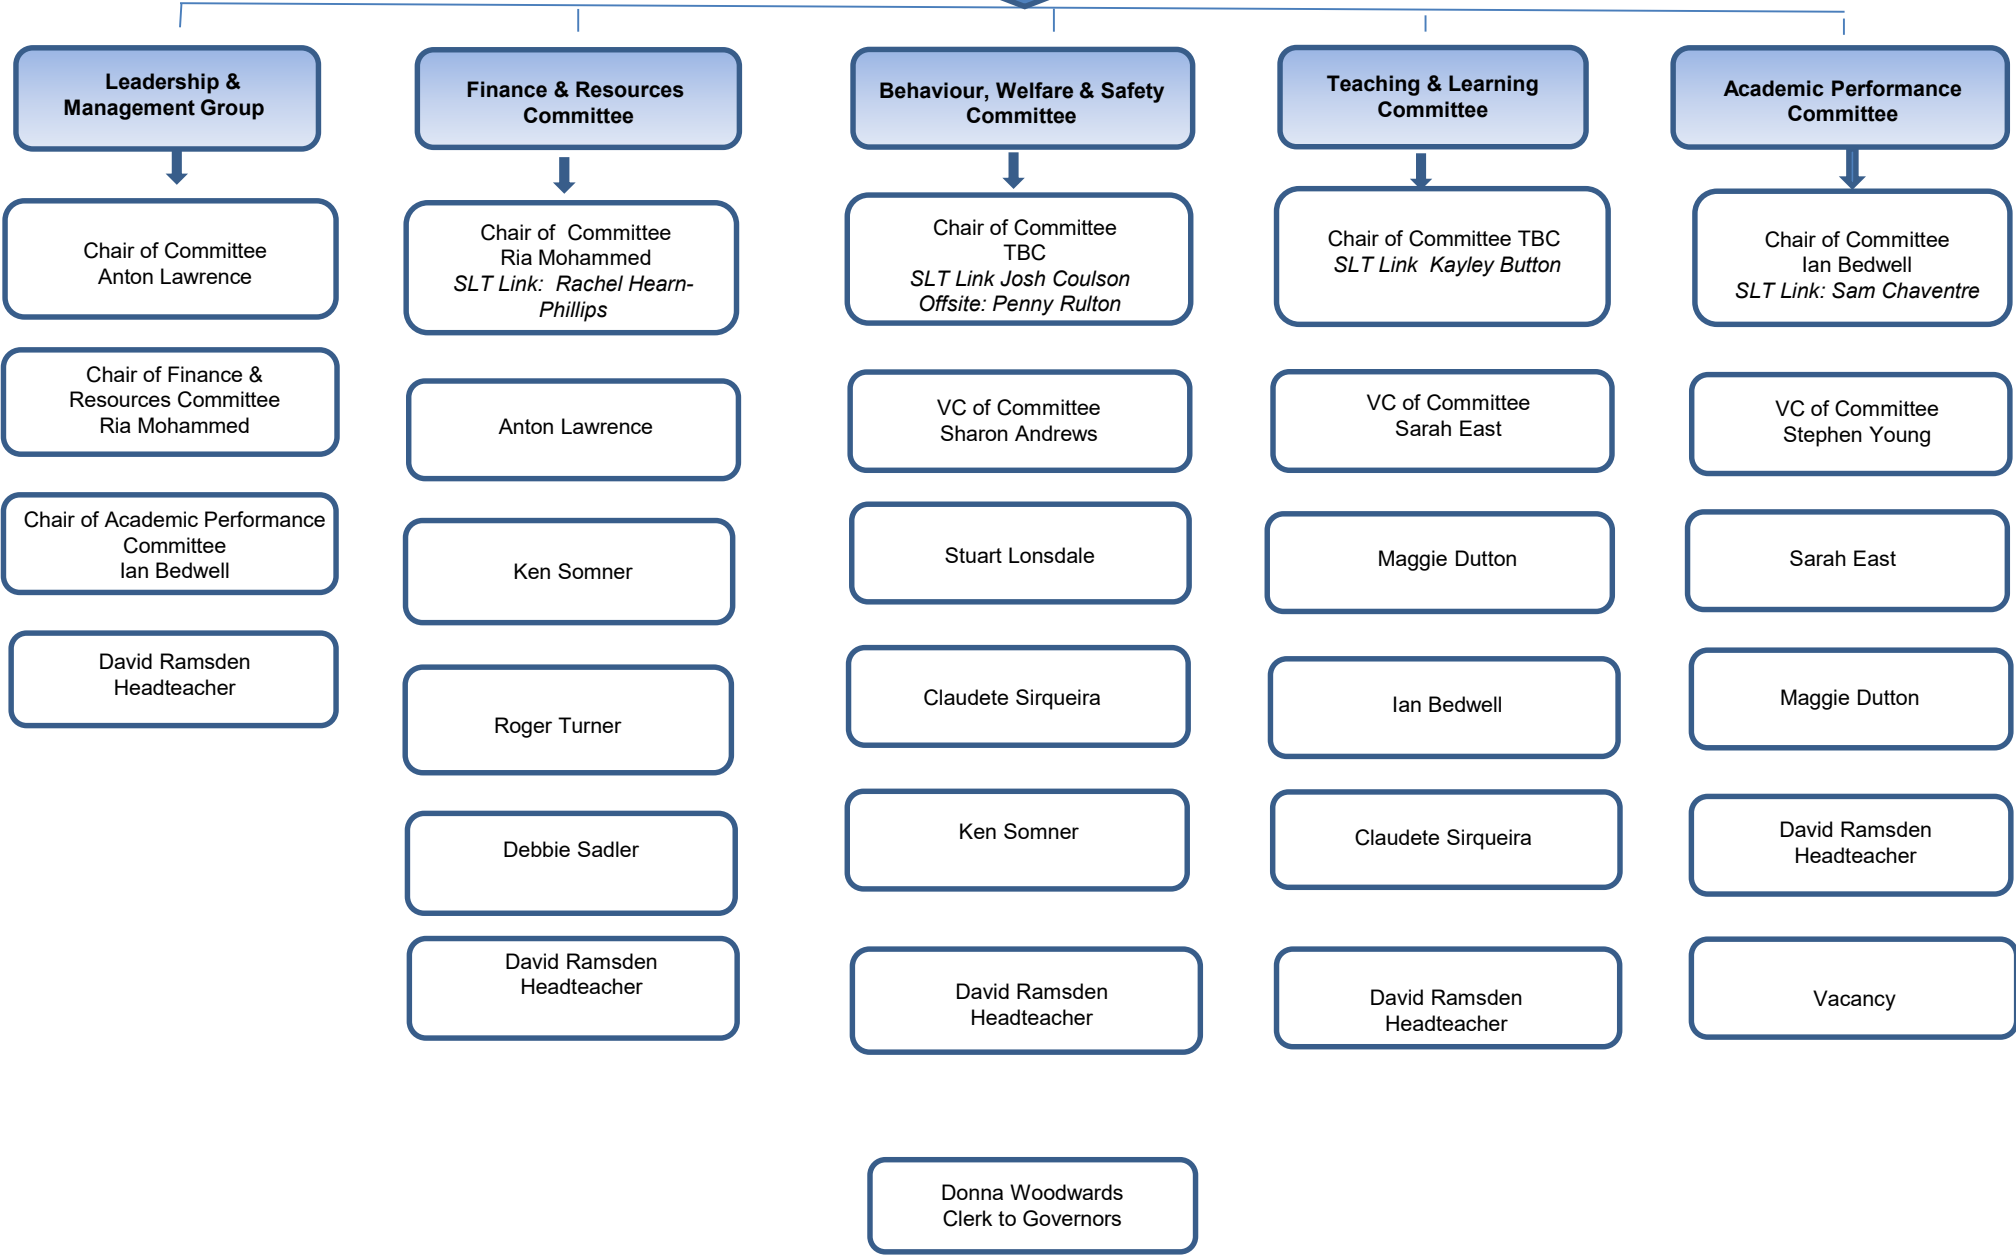 Leadership &
Management Group
Chair of Committee
Anton Lawrence
Chair of Finance &
Resources Committee
Ria Mohammed
Chair of Academic Performance
Committee
Ian Bedwell
David Ramsden
Headteacher
Finance & Resources
Committee
Chair of  Committee
Ria Mohammed
SLT Link:  Rachel Hearn-
Phillips
Anton Lawrence
Ken Somner
Roger Turner
Debbie Sadler
David Ramsden
Headteacher
Behaviour, Welfare & Safety
Committee
Chair of Committee
TBC
SLT Link Josh Coulson
Offsite: Penny Rulton
VC of Committee
Sharon Andrews
Stuart Lonsdale
Claudete Sirqueira
Ken Somner
David Ramsden
Headteacher
Teaching & Learning
Committee
Chair of Committee TBC
SLT Link  Kayley Button
VC of Committee
Sarah East
Maggie Dutton
Ian Bedwell
Claudete Sirqueira
David Ramsden
Headteacher
Academic Performance
Committee
Chair of Committee
Ian Bedwell
SLT Link: Sam Chaventre
VC of Committee
Stephen Young
Sarah East
Maggie Dutton
David Ramsden
Headteacher
Vacancy
Donna Woodwards
Clerk to Governors